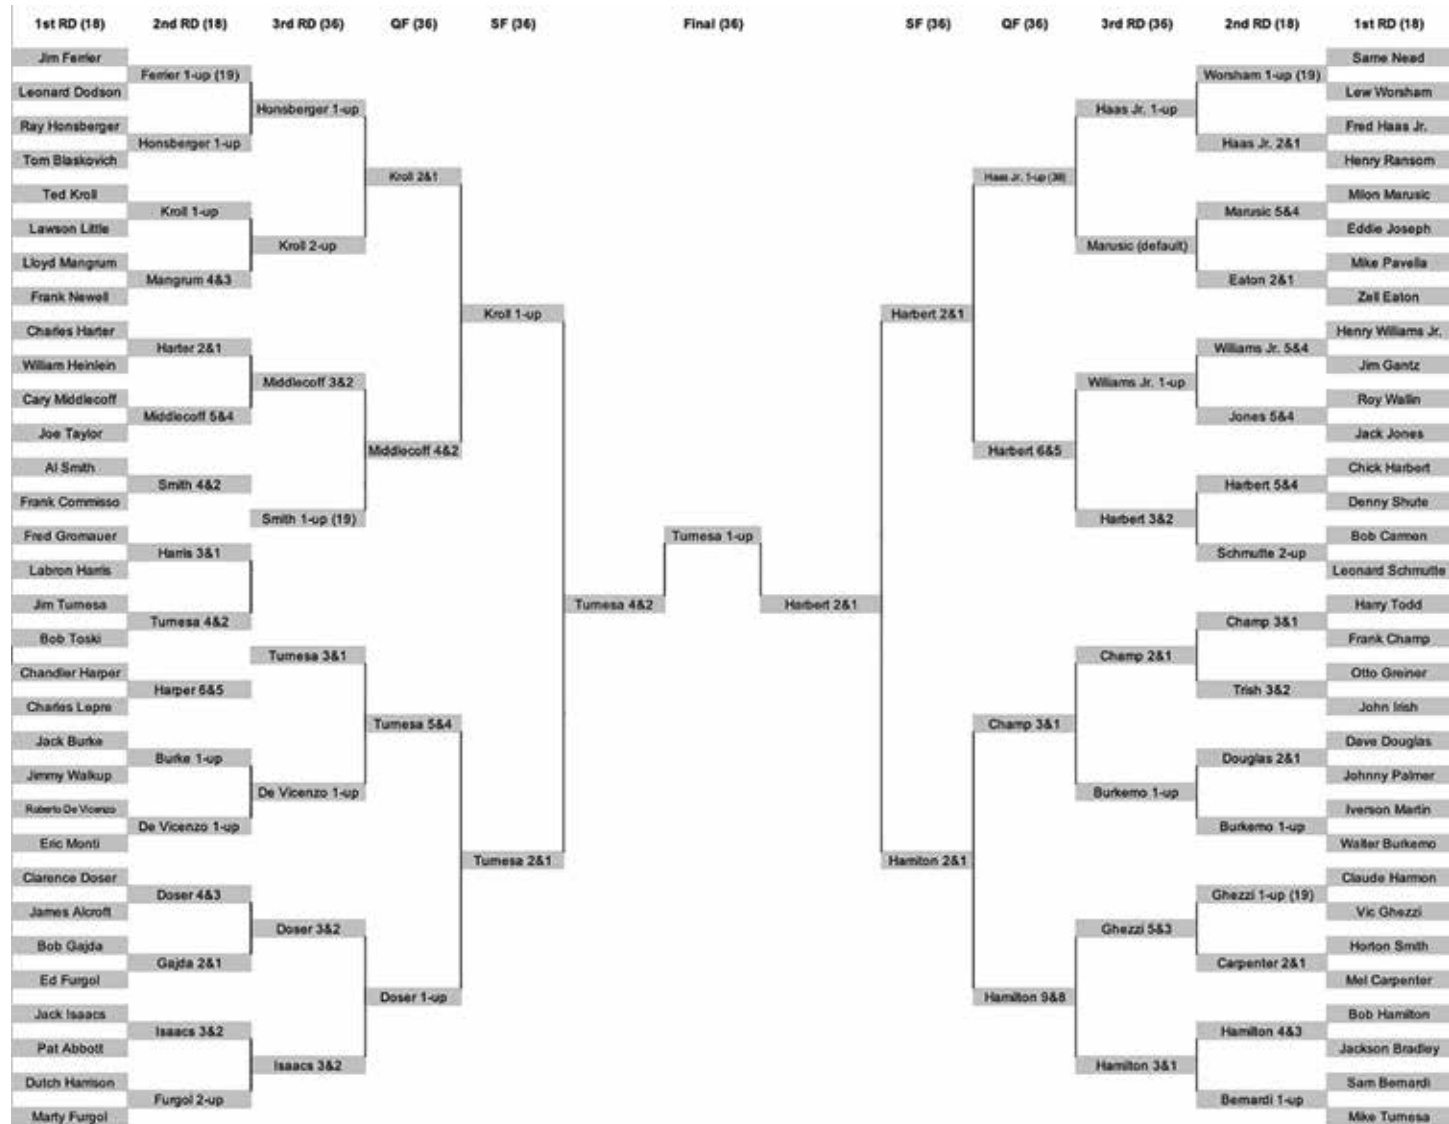 1st RD (18) 2nd RD (18) 3rd RD (36) QF (36) SF (36) Final (36) SF (36) QF (36) 3rd RD (36) 2nd RD (18) 1st RD (18)
Jim Ferrier Same Nead
Ferrier 1-up (19) Worsham 1-up (19)
Leonard Dodson Lew Worsham
Honsberger 1-up Haas Jr. 1-up
Ray Honsberger Fred Haas Jr.
Honsberger 1-up Haas Jr. 2&1
Tom Blaskovich Henry Ransom
Kroll 2&1 Haas Jr. 1-up (38)
Ted Kroll Milon Marusic
Kroll 1-up Marusic 5&4
Lawson Little Eddie Joseph
Kroll 2-up Marusic (default)
Lloyd Mangrum Mike Pavella
Mangrum 4&3 Eaton 2&1
Frank Newell Zell Eaton
Kroll 1-up Harbert 2&1
Charles Harter Henry Williams Jr.
Harter 2&1 Williams Jr. 5&4
William Heinlein Jim Gantz
Middlecoff 3&2 Williams Jr. 1-up
Cary Middlecoff Roy Wallin
Middlecoff 5&4 Jones 5&4
Joe Taylor Jack Jones
Middlecoff 4&2 Harbert 6&5
Al Smith Chick Harbert
Smith 4&2 Harbert 5&4
Frank Commisso Denny Shute
Smith 1-up (19) Harbert 3&2
Fred Gromauer Tumesa 1-up Bob Carmen
Harris 3&1 Schmutte 2-up
Labron Harris Leonard Schmutte
Jim Tumesa Tumesa 4&2 Harbert 2&1 Harry Todd
Tumesa 4&2 Champ 3&1
Bob Toski Frank Champ
Tumesa 3&1 Champ 2&1
Chandler Harper Otto Greiner
Harper 6&5 Trish 3&2
Charles Lepre John Irish
Tumesa 5&4 Champ 3&1
Jack Burke Dave Douglas
Burke 1-up Douglas 2&1
Jimmy Walkup Johnny Palmer
De Vicenzo 1-up Burkemo 1-up
Roberto De Vicenzo Iverson Martin
De Vicenzo 1-up Burkemo 1-up
Eric Monti Walter Burkemo
Tumesa 2&1 Hamiton 2&1
Clarence Doser Claude Harmon
Doser 4&3 Ghezzi 1-up (19)
James Alcroft Vic Ghezzi
Doser 3&2 Ghezzi 5&3
Bob Gajda Horton Smith
Gajda 2&1 Carpenter 2&1
Ed Furgol Mel Carpenter
Doser 1-up Hamilton 9&8
Jack Isaacs Bob Hamilton
Isaacs 3&2 Hamilton 4&3
Pat Abbott Jackson Bradley
Isaacs 3&2 Hamilton 3&1
Dutch Harrison Sam Bernardi
Furgol 2-up Bernardi 1-up
Marty Furgol Mike Tumesa